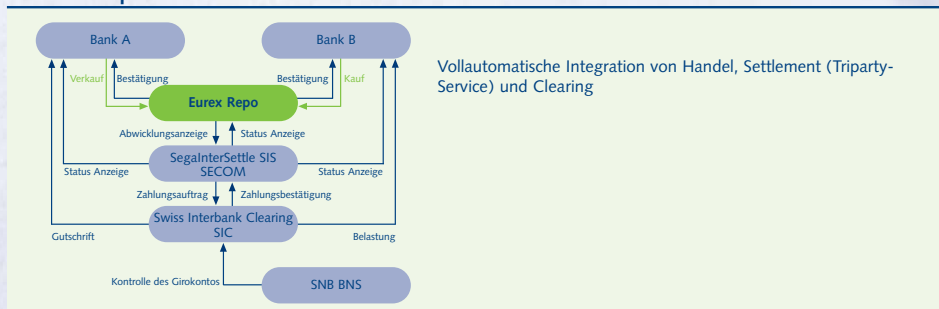 Bank A
Bank B
Verkauf
Bestätigung
Bestätigung
Kauf
Eurex Repo
Abwicklungsanzeige
Status Anzeige
SegaInterSettle SIS
SECOM
Status Anzeige
Status Anzeige
Zahlungsauftrag
Zahlungsbestätigung
Swiss Interbank Clearing
SIC
Gutschrift
Belastung
Kontrolle des Girokontos
SNB BNS
Vollautomatische Integration von Handel, Settlement (Triparty-
Service) und Clearing